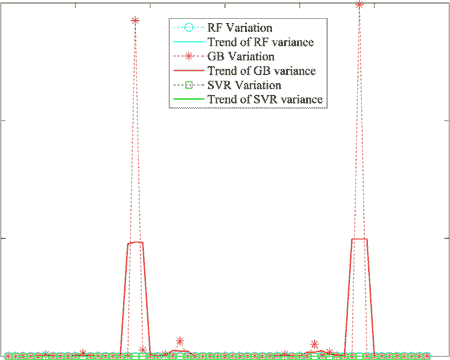 RF Variation
Trend of RF variance
GB Variation
Trend of GB variance
SVR Variation
Trend of SVR variance